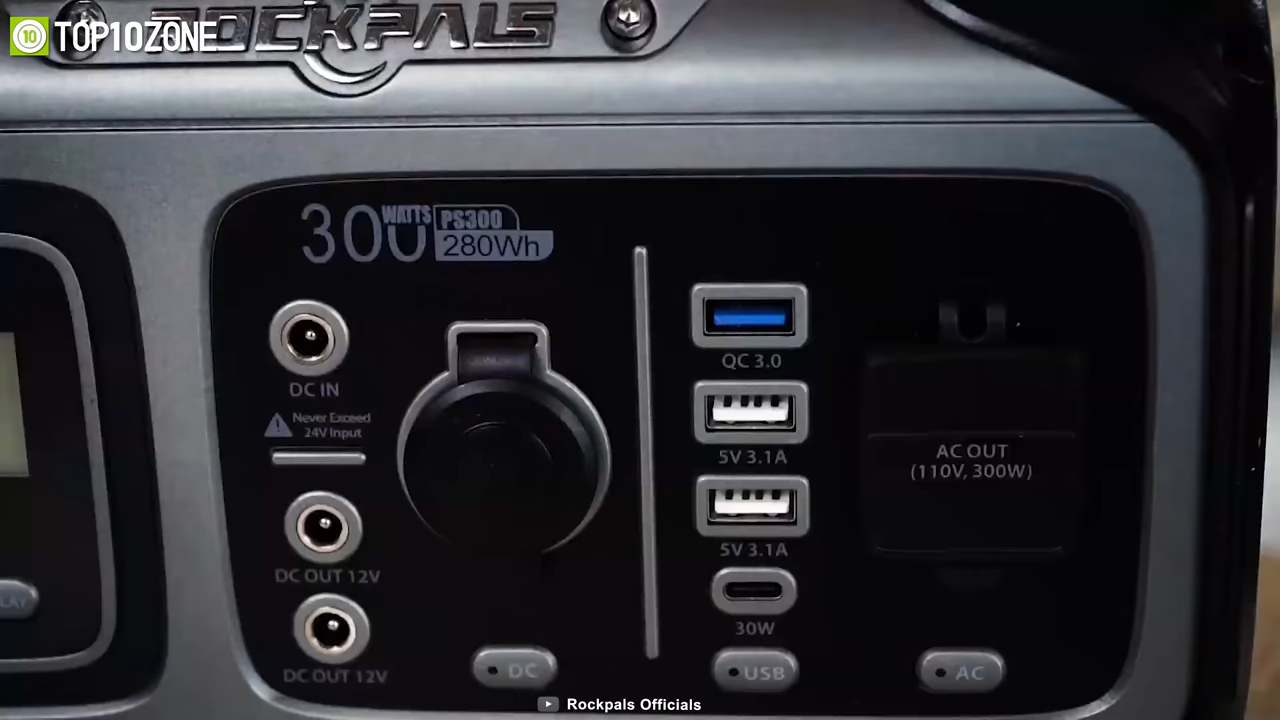 10 TOP10ZONE
ROCKPALS
300 WATTS PS300
280Wh
DC IN
Never Exceed
24V Input
DC OUT 12V
DC OUT 12V
DC
QC 3.0
5V 3.1A
5V 3.1A
30W
USB
AC OUT
(110V, 300W)
AC
Rockpals Officials